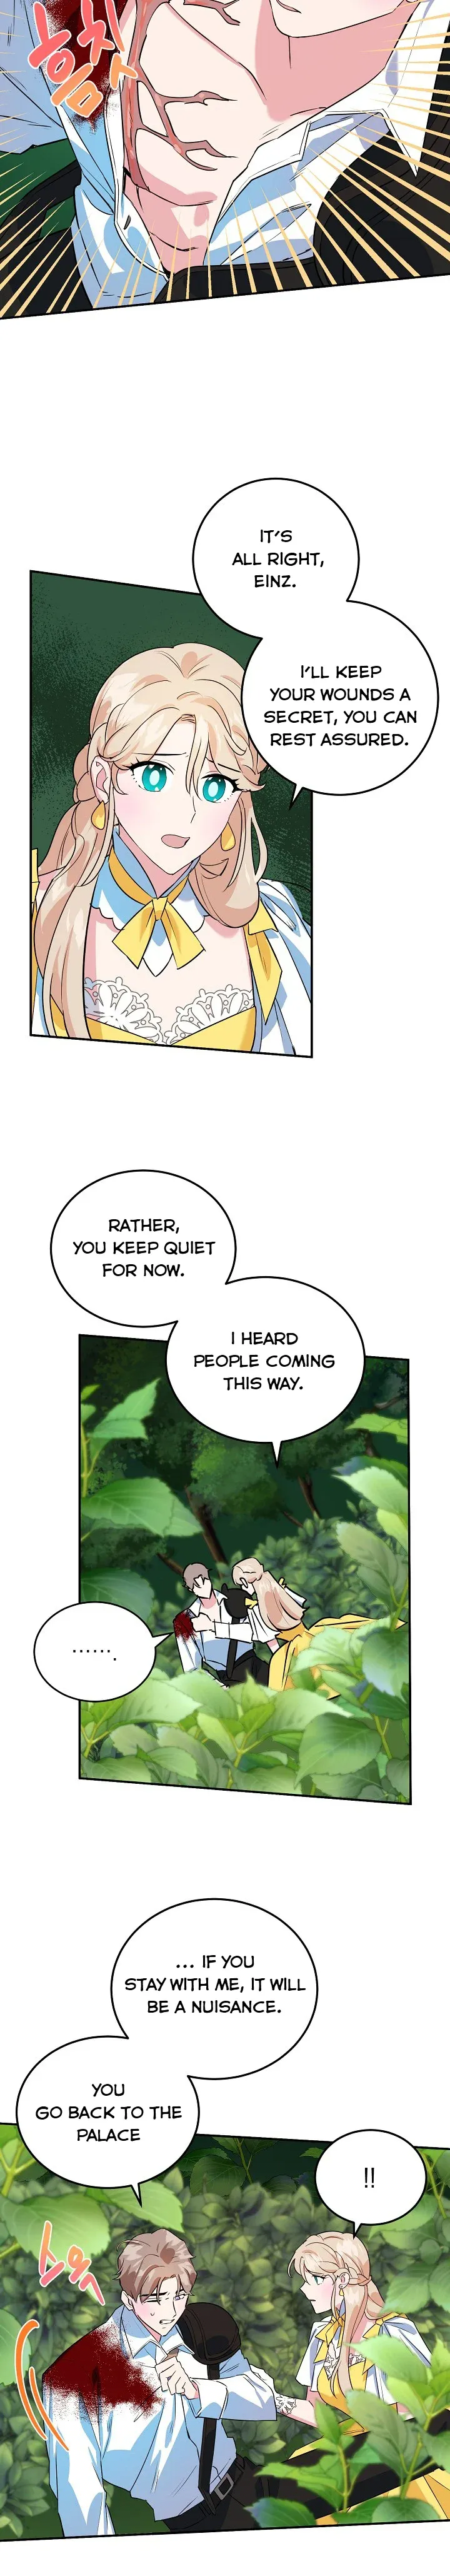 흠칫
IT'S
ALL RIGHT,
EINZ.
I'LL KEEP
YOUR WOUNDS A
SECRET, YOU CAN
REST ASSURED.
RATHER,
YOU KEEP QUIET
FOR NOW.
I HEARD
PEOPLE COMING
THIS WAY.
.......
... IF YOU
STAY WITH ME, IT WILL
BE A NUISANCE.
YOU
GO BACK TO THE
PALACE
!!
스윽